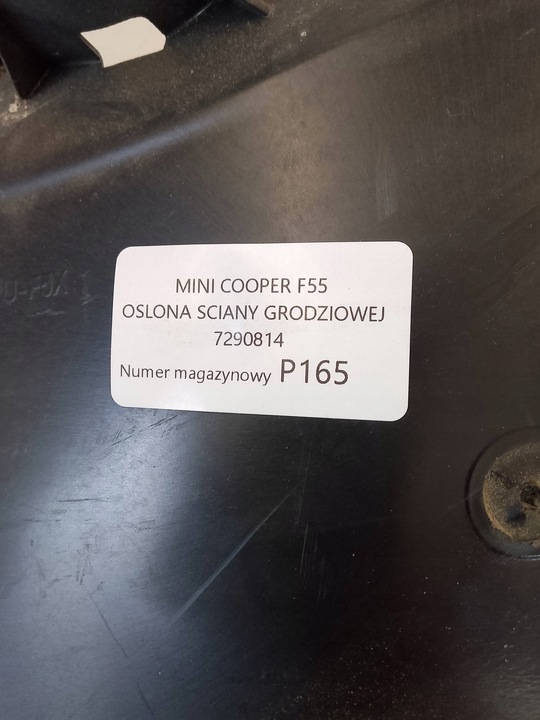 MINI COOPER F55
OSLONA SCIANY GRODZIOWEJ
7290814
Numer magazynowy P165